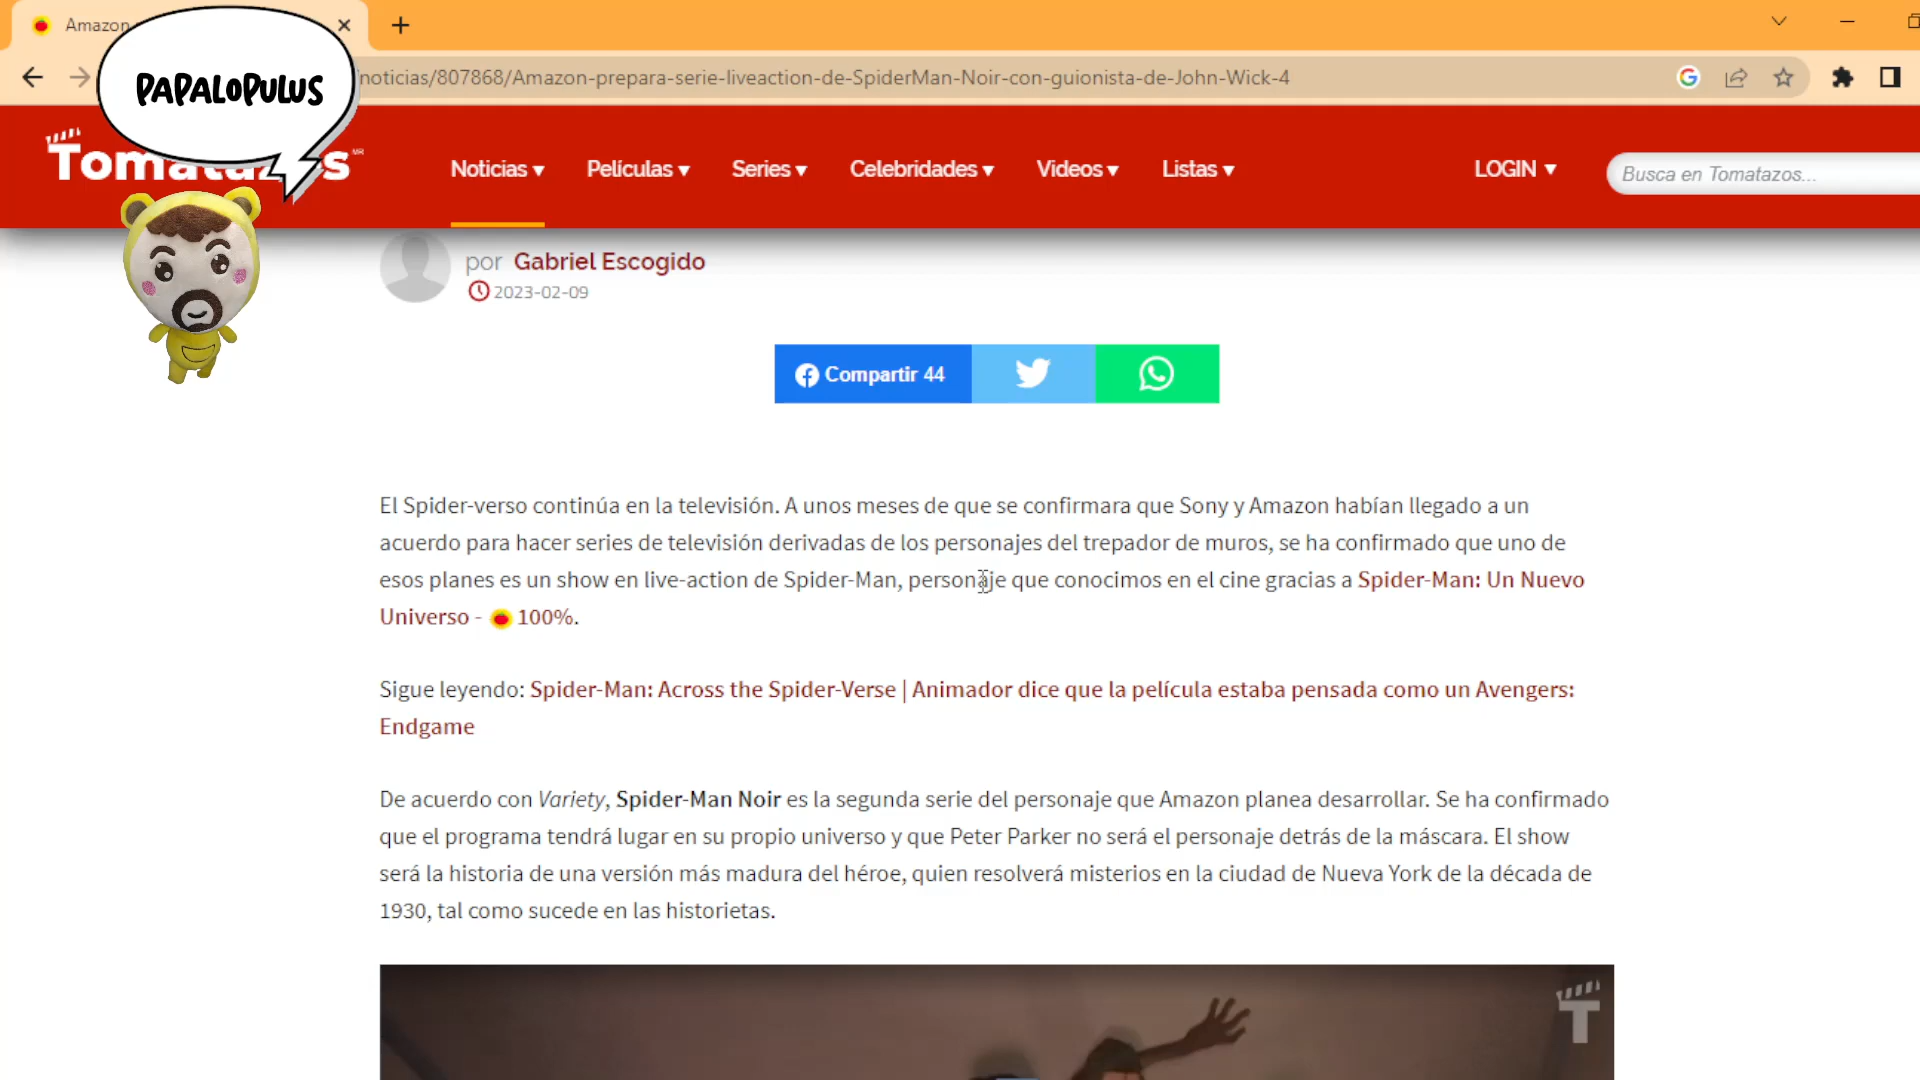 Amazon
PAPALOPULUS
noticias/807868/Amazon-prepara-serie-liveaction-de-SpiderMan-Noir-con-guionista-de-John-Wick-4
Noticias ▾ Películas ▾ Series ▾ Celebridades ▾ Videos ▾ Listas ▾ LOGIN ▾ Busca en Tomatazos...
por Gabriel Escogido
2023-02-09
Compartir 44
El Spider-verso continúa en la televisión. A unos meses de que se confirmara que Sony y Amazon habían llegado a un
acuerdo para hacer series de televisión derivadas de los personajes del trepador de muros, se ha confirmado que uno de
esos planes es un show en live-action de Spider-Man, personaje que conocimos en el cine gracias a Spider-Man: Un Nuevo
Universo - 100%.
Sigue leyendo: Spider-Man: Across the Spider-Verse | Animador dice que la película estaba pensada como un Avengers:
Endgame
De acuerdo con Variety, Spider-Man Noir es la segunda serie del personaje que Amazon planea desarrollar. Se ha confirmado
que el programa tendrá lugar en su propio universo y que Peter Parker no será el personaje detrás de la máscara. El show
será la historia de una versión más madura del héroe, quien resolverá misterios en la ciudad de Nueva York de la década de
1930, tal como sucede en las historietas.
T